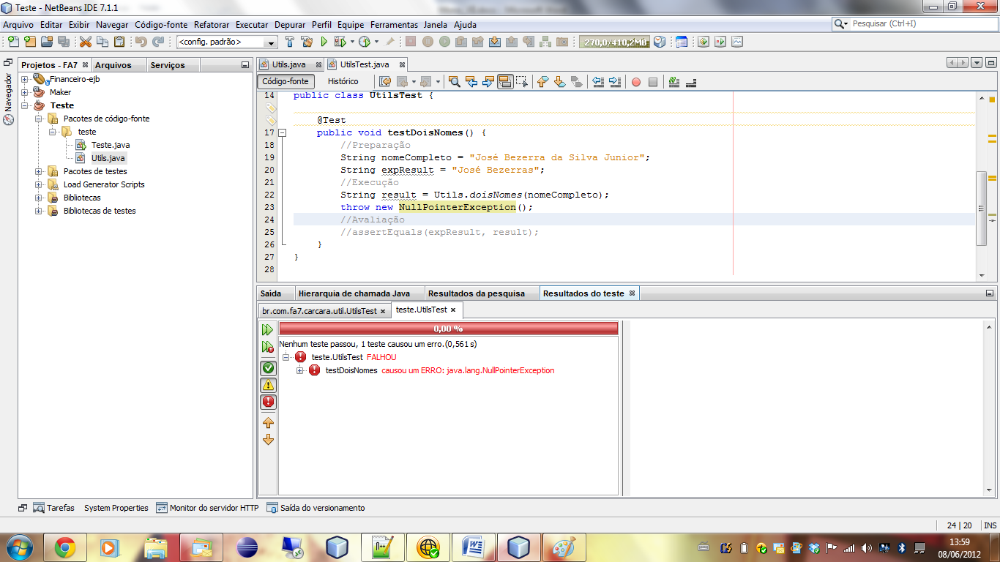 Teste - NetBeans IDE 7.1.1
Arquivo Editar Exibir Navegar Código-fonte Refatorar Executar Depurar Perfil Equipe Ferramentas Janela Ajuda
Pesquisar (Ctrl+I)
<config. padrão>
270,0/410,2MB
Navegador
Projetos - FA7 Arquivos Serviços
Financeiro-ejb
Maker
Teste
Pacotes de código-fonte
teste
Teste.java
Utils.java
Pacotes de testes
Load Generator Scripts
Bibliotecas
Bibliotecas de testes
Utils.java UtilsTest.java
Código-fonte Histórico
14 public class UtilsTest {
@Test
17 public void testDoisNomes() {
18 //Preparação
19 String nomeCompleto = "José Bezerra da Silva Junior";
20 String expResult = "José Bezerras";
21 //Execução
22 String result = Utils.doisNomes(nomeCompleto);
23 throw new NullPointerException();
24 //Avaliação
25 //assertEquals(expResult, result);
26 }
27 }
28
Saída Hierarquia de chamada Java Resultados da pesquisa Resultados do teste
br.com.fa7.carcara.util.UtilsTest teste.UtilsTest
0,00 %
Nenhum teste passou, 1 teste causou um erro.(0,561 s)
teste.UtilsTest FALHOU
testDoisNomes causou um ERRO: java.lang.NullPointerException
Tarefas System Properties Monitor do servidor HTTP Saída do versionamento
24 | 20 INS
13:59
08/06/2012